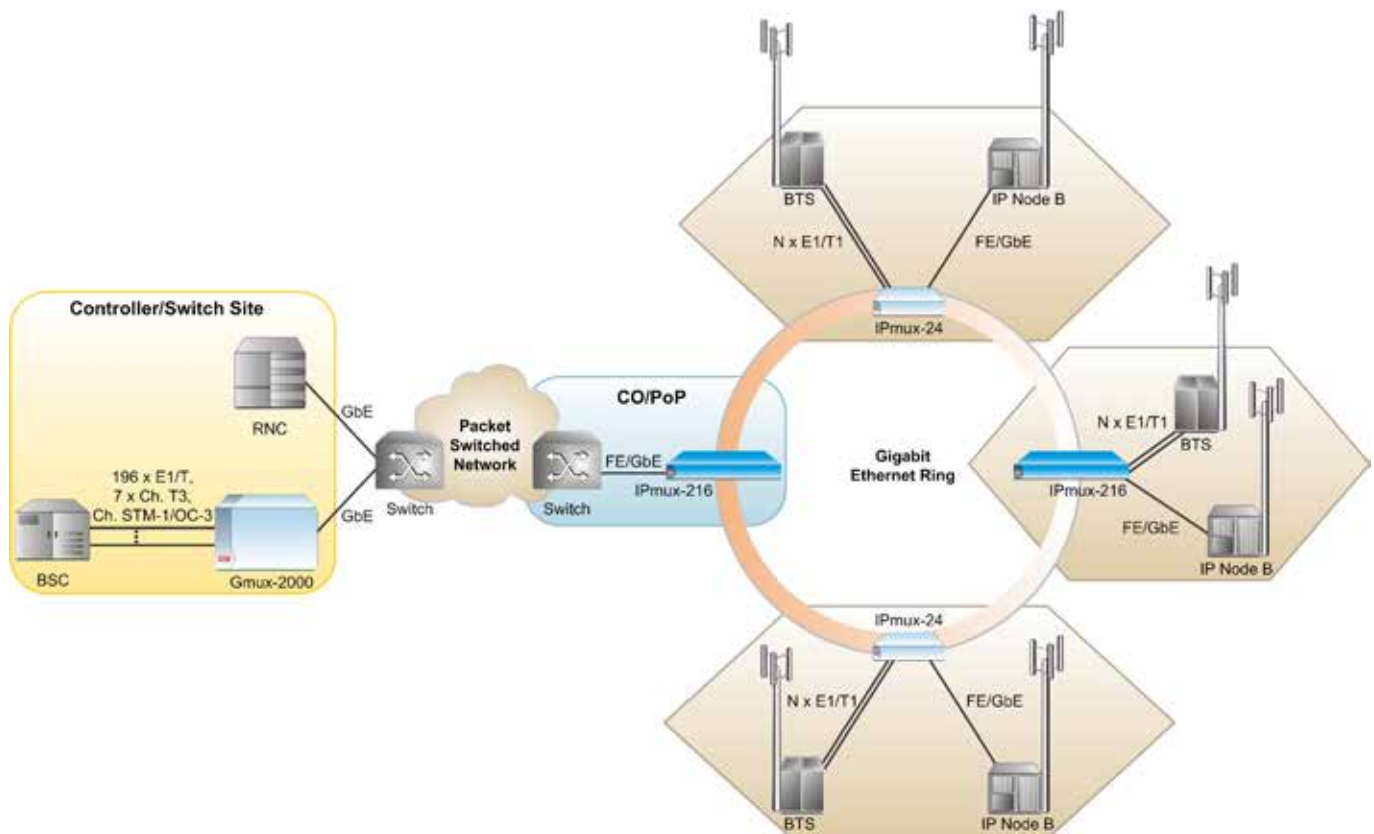 BTS
IP Node B
N x E1/T1
FE/GbE
IPmux-24
Controller/Switch Site
RNC
GbE
196 x E1/T,
7 x Ch. T3,
Ch. STM-1/OC-3
BSC
Gmux-2000
GbE
Switch
Packet
Switched
Network
CO/PoP
Switch
FE/GbE
IPmux-216
Gigabit
Ethernet Ring
N x E1/T1
BTS
IPmux-216
FE/GbE
IP Node B
IPmux-24
N x E1/T1
FE/GbE
BTS
IP Node B